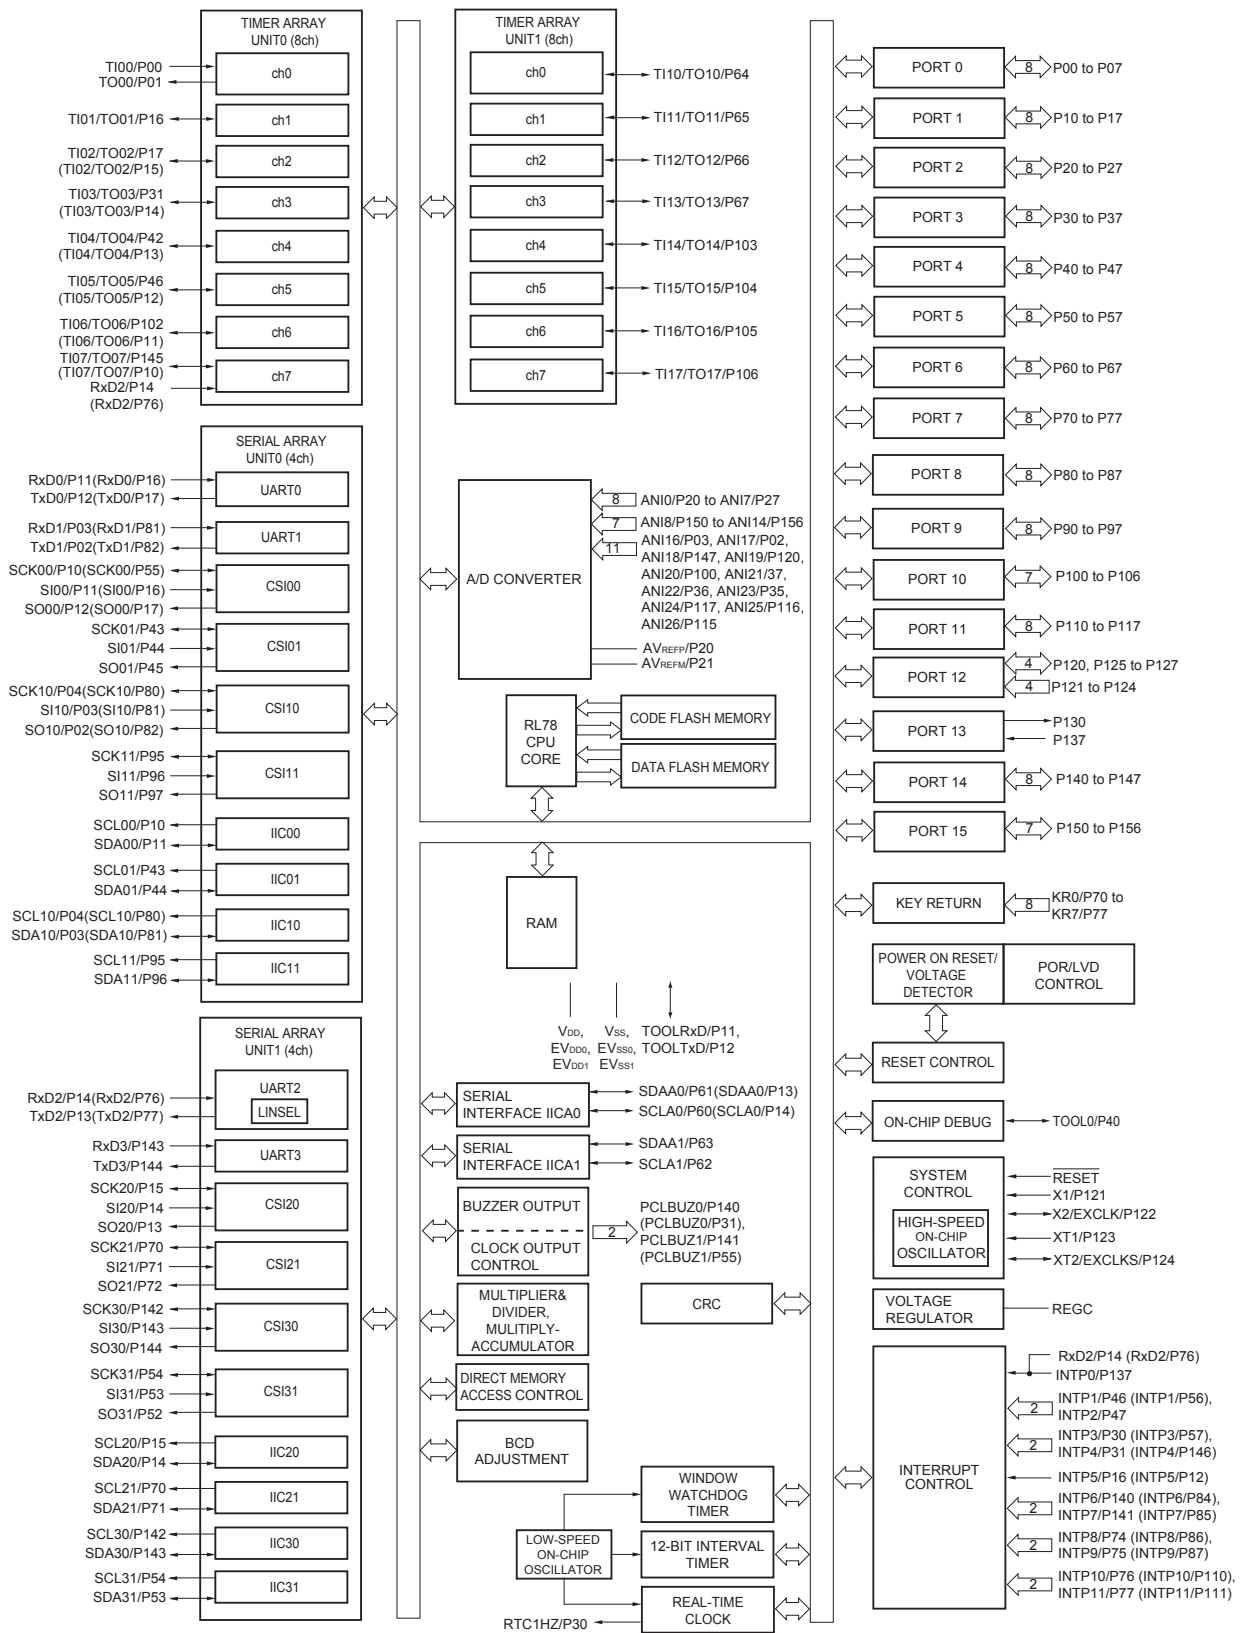 TIMER ARRAY
UNIT0 (8ch)
TI00/P00
TO00/P01
ch0
TI01/TO01/P16
ch1
TI02/TO02/P17
(TI02/TO02/P15)
ch2
TI03/TO03/P31
(TI03/TO03/P14)
ch3
TI04/TO04/P42
(TI04/TO04/P13)
ch4
TI05/TO05/P46
(TI05/TO05/P12)
ch5
TI06/TO06/P102
(TI06/TO06/P11)
ch6
TI07/TO07/P145
(TI07/TO07/P10)
RxD2/P14
(RxD2/P76)
ch7
SERIAL ARRAY
UNIT0 (4ch)
RxD0/P11(RxD0/P16)
TxD0/P12(TxD0/P17)
UART0
RxD1/P03(RxD1/P81)
TxD1/P02(TxD1/P82)
UART1
SCK00/P10(SCK00/P55)
SI00/P11(SI00/P16)
SO00/P12(SO00/P17)
CSI00
SCK01/P43
SI01/P44
SO01/P45
CSI01
SCK10/P04(SCK10/P80)
SI10/P03(SI10/P81)
SO10/P02(SO10/P82)
CSI10
SCK11/P95
SI11/P96
SO11/P97
CSI11
SCL00/P10
SDA00/P11
IIC00
SCL01/P43
SDA01/P44
IIC01
SCL10/P04(SCL10/P80)
SDA10/P03(SDA10/P81)
IIC10
SCL11/P95
SDA11/P96
IIC11
SERIAL ARRAY
UNIT1 (4ch)
RxD2/P14(RxD2/P76)
TxD2/P13(TxD2/P77)
UART2
LINSEL
RxD3/P143
TxD3/P144
UART3
SCK20/P15
SI20/P14
SO20/P13
CSI20
SCK21/P70
SI21/P71
SO21/P72
CSI21
SCK30/P142
SI30/P143
SO30/P144
CSI30
SCK31/P54
SI31/P53
SO31/P52
CSI31
SCL20/P15
SDA20/P14
IIC20
SCL21/P70
SDA21/P71
IIC21
SCL30/P142
SDA30/P143
IIC30
SCL31/P54
SDA31/P53
IIC31
TIMER ARRAY
UNIT1 (8ch)
ch0
TI10/TO10/P64
ch1
TI11/TO11/P65
ch2
TI12/TO12/P66
ch3
TI13/TO13/P67
ch4
TI14/TO14/P103
ch5
TI15/TO15/P104
ch6
TI16/TO16/P105
ch7
TI17/TO17/P106
A/D CONVERTER
8 ANI0/P20 to ANI7/P27
7 ANI8/P150 to ANI14/P156
11 ANI16/P03, ANI17/P02,
ANI18/P147, ANI19/P120,
ANI20/P100, ANI21/37,
ANI22/P36, ANI23/P35,
ANI24/P117, ANI25/P116,
ANI26/P115
AVREFP/P20
AVREFM/P21
RL78
CPU
CORE
CODE FLASH MEMORY
DATA FLASH MEMORY
RAM
VDD,
EVDD0,
EVDD1
VSS,
EVSS0,
EVSS1
TOOLRxD/P11,
TOOLTxD/P12
SERIAL
INTERFACE IICA0
SDAA0/P61(SDAA0/P13)
SCLA0/P60(SCLA0/P14)
SERIAL
INTERFACE IICA1
SDAA1/P63
SCLA1/P62
BUZZER OUTPUT
CLOCK OUTPUT
CONTROL
2
PCLBUZ0/P140
(PCLBUZ0/P31),
PCLBUZ1/P141
(PCLBUZ1/P55)
MULTIPLIER&
DIVIDER,
MULITIPLY-
ACCUMULATOR
CRC
DIRECT MEMORY
ACCESS CONTROL
BCD
ADJUSTMENT
LOW-SPEED
ON-CHIP
OSCILLATOR
WINDOW
WATCHDOG
TIMER
12-BIT INTERVAL
TIMER
REAL-TIME
CLOCK
RTC1HZ/P30
PORT 0 8 P00 to P07
PORT 1 8 P10 to P17
PORT 2 8 P20 to P27
PORT 3 8 P30 to P37
PORT 4 8 P40 to P47
PORT 5 8 P50 to P57
PORT 6 8 P60 to P67
PORT 7 8 P70 to P77
PORT 8 8 P80 to P87
PORT 9 8 P90 to P97
PORT 10 7 P100 to P106
PORT 11 8 P110 to P117
PORT 12 4 P120, P125 to P127
4 P121 to P124
PORT 13 P130
P137
PORT 14 8 P140 to P147
PORT 15 7 P150 to P156
KEY RETURN 8 KR0/P70 to
KR7/P77
POWER ON RESET/
VOLTAGE
DETECTOR
POR/LVD
CONTROL
RESET CONTROL
ON-CHIP DEBUG TOOL0/P40
SYSTEM
CONTROL
HIGH-SPEED
ON-CHIP
OSCILLATOR
RESET
X1/P121
X2/EXCLK/P122
XT1/P123
XT2/EXCLKS/P124
VOLTAGE
REGULATOR
REGC
INTERRUPT
CONTROL
RxD2/P14 (RxD2/P76)
INTP0/P137
2 INTP1/P46 (INTP1/P56),
INTP2/P47
2 INTP3/P30 (INTP3/P57),
INTP4/P31 (INTP4/P146)
INTP5/P16 (INTP5/P12)
2 INTP6/P140 (INTP6/P84),
INTP7/P141 (INTP7/P85)
2 INTP8/P74 (INTP8/P86),
INTP9/P75 (INTP9/P87)
2 INTP10/P76 (INTP10/P110),
INTP11/P77 (INTP11/P111)